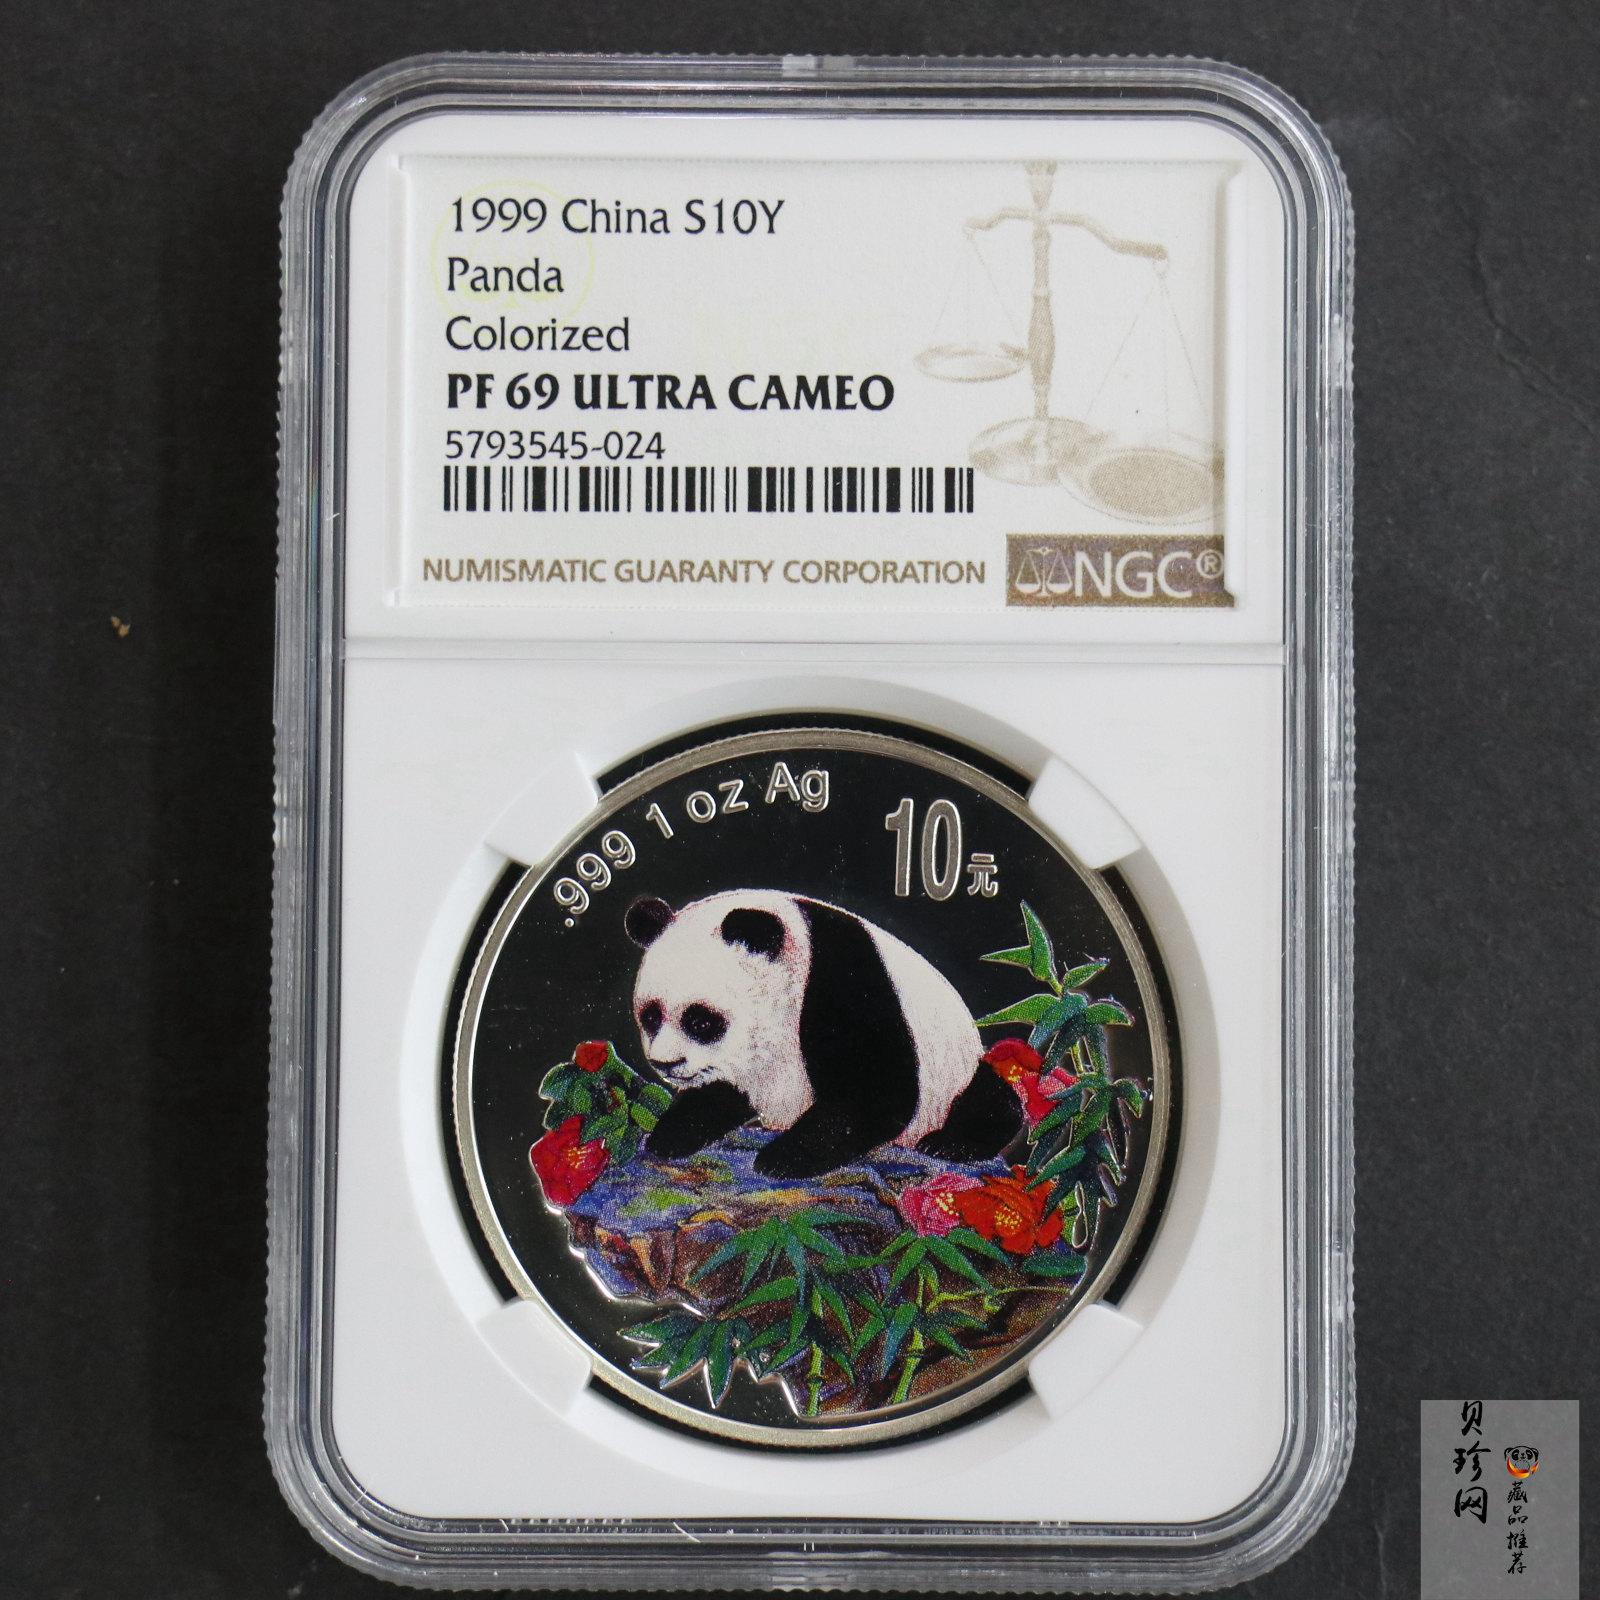 1999 China S10Y
Panda
Colorized
PF 69 ULTRA CAMEO
5793545-024
NUMISMATIC GUARANTY CORPORATION
NGC®
.999 1 oz Ag
10元
贝珍网
藏品推荐